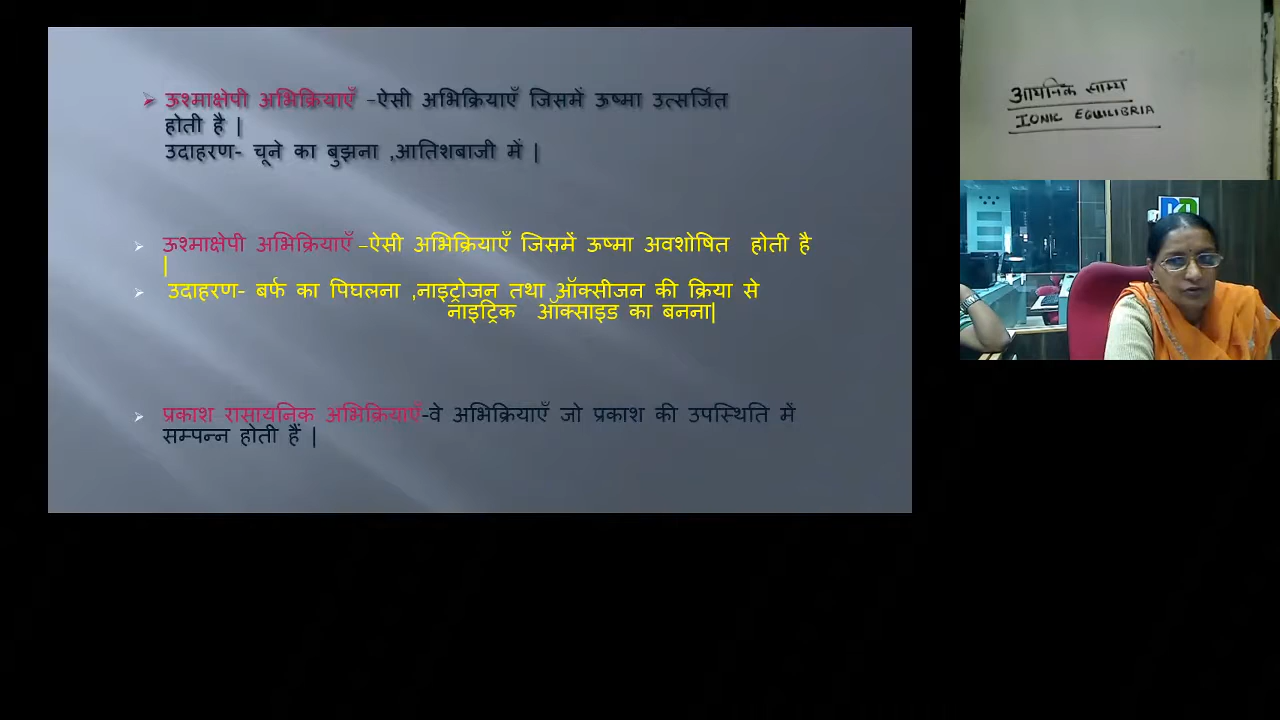 ऊश्माक्षेपी अभिक्रियाएँ –ऐसी अभिक्रियाएँ जिसमें ऊष्मा उत्सर्जित
होती है |
उदाहरण- चूने का बुझना ,आतिशबाजी में |
ऊश्माक्षेपी अभिक्रियाएँ –ऐसी अभिक्रियाएँ जिसमें ऊष्मा अवशोषित होती है
|
उदाहरण- बर्फ का पिघलना ,नाइट्रोजन तथा ऑक्सीजन की क्रिया से
नाइट्रिक ऑक्साइड का बनना|
प्रकाश रासायनिक अभिक्रियाएँ-वे अभिक्रियाएँ जो प्रकाश की उपस्थिति में
सम्पन्न होती हैं |
आयनिक साम्य
IONIC EQUILIBRIA